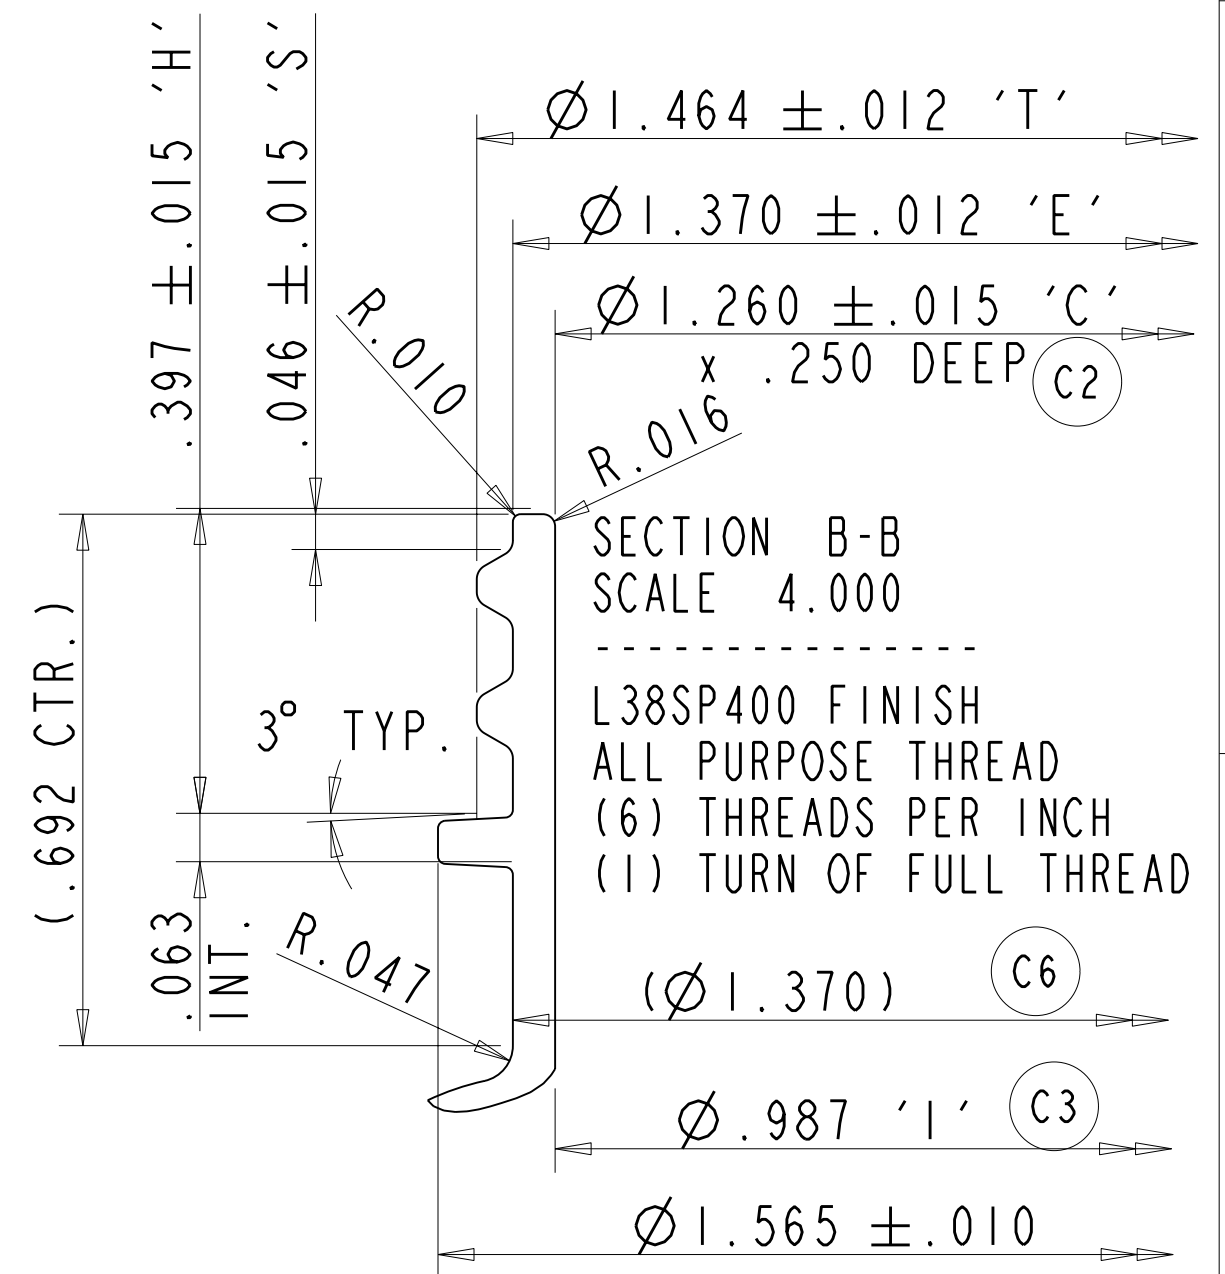 .397 ±.015 'H'
.046 ±.015 'S'
Ø1.464 ±.012 'T'
Ø1.370 ±.012 'E'
Ø1.260 ±.015 'C'
x .250 DEEP
C2
R.010
R.016
SECTION B-B
SCALE 4.000
---------------
L38SP400 FINISH
ALL PURPOSE THREAD
(6) THREADS PER INCH
(1) TURN OF FULL THREAD
(.692 CTR.)
3° TYP.
.063
INT.
R.047
(Ø1.370)
C6
Ø.987 'I'
C3
Ø1.565 ±.010